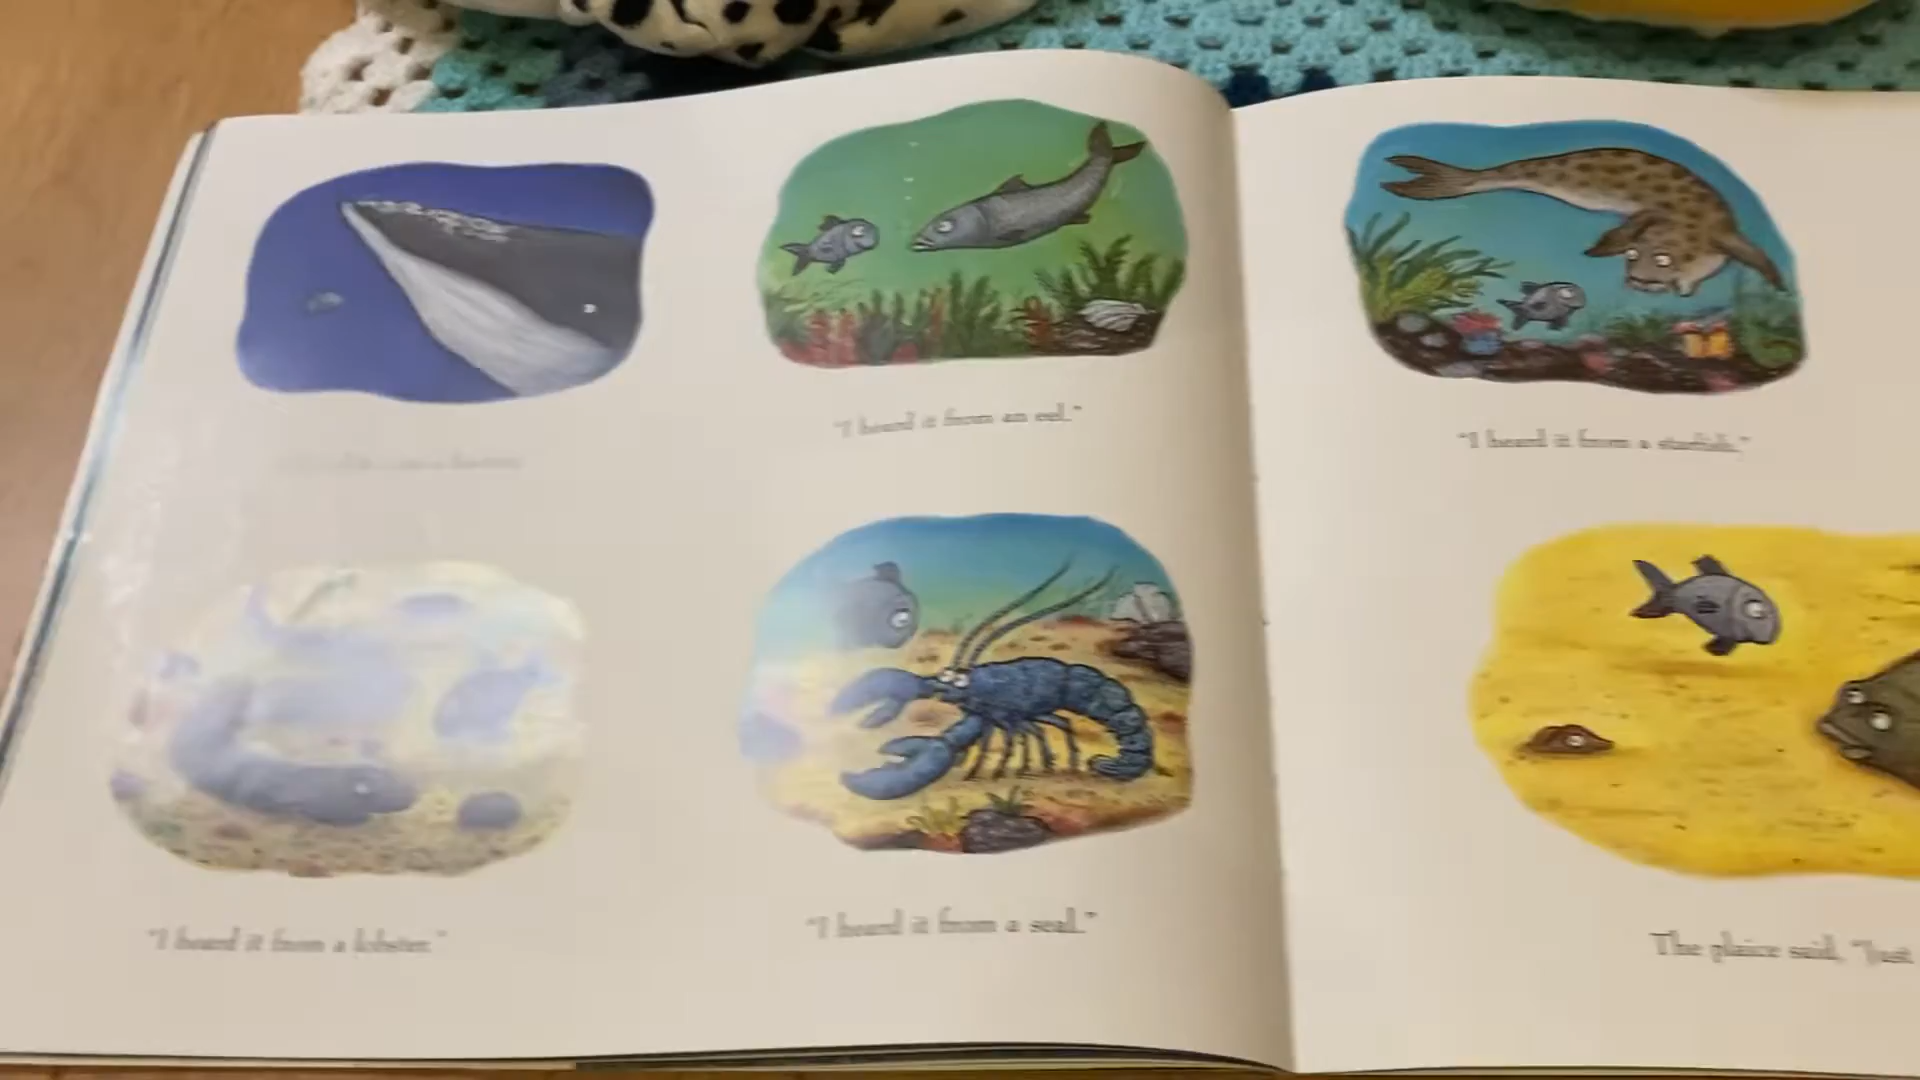 "I heard it from an eel."
"I heard it from a lobster."
"I heard it from a seal."
"I heard it from a starfish."
The plaice said, "Just